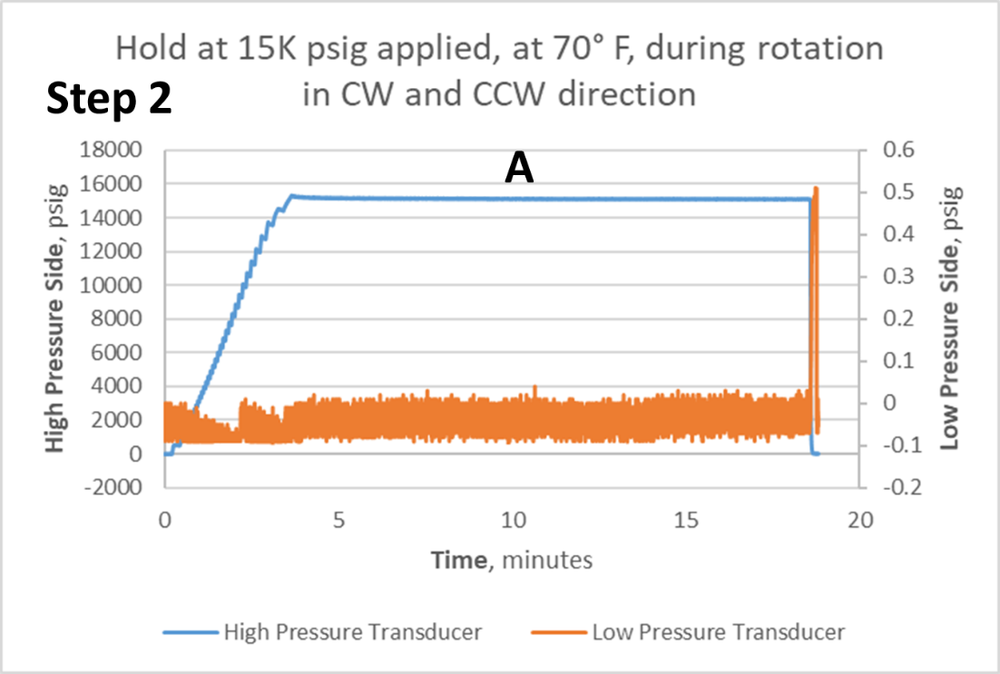 Hold at 15K psig applied, at 70° F, during rotation
in CW and CCW direction
Step 2
A
High Pressure Side, psig
18000
16000
14000
12000
10000
8000
6000
4000
2000
0
-2000
0.6
0.5
0.4
0.3
0.2
0.1
0
-0.1
-0.2
Low Pressure Side, psig
0 5 10 15 20
Time, minutes
High Pressure Transducer Low Pressure Transducer